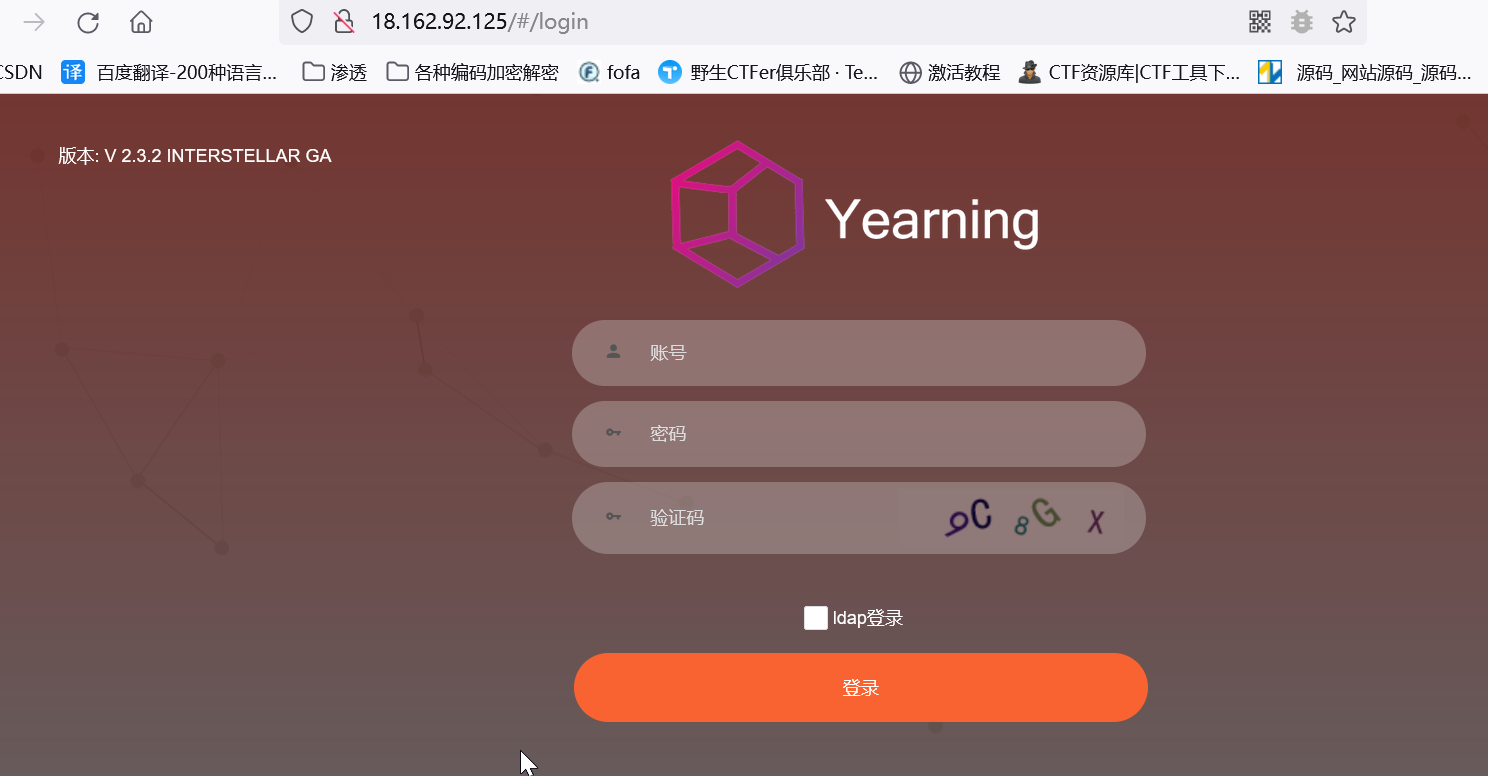 18.162.92.125/#/login
CSDN 译 百度翻译-200种语言... 渗透 各种编码加密解密 fofa 野生CTFer俱乐部 · Te... 激活教程 CTF资源库|CTF工具下... 源码_网站源码_源码...
版本: V 2.3.2 INTERSTELLAR GA
Yearning
账号
密码
验证码 9C8GX
ldap登录
登录